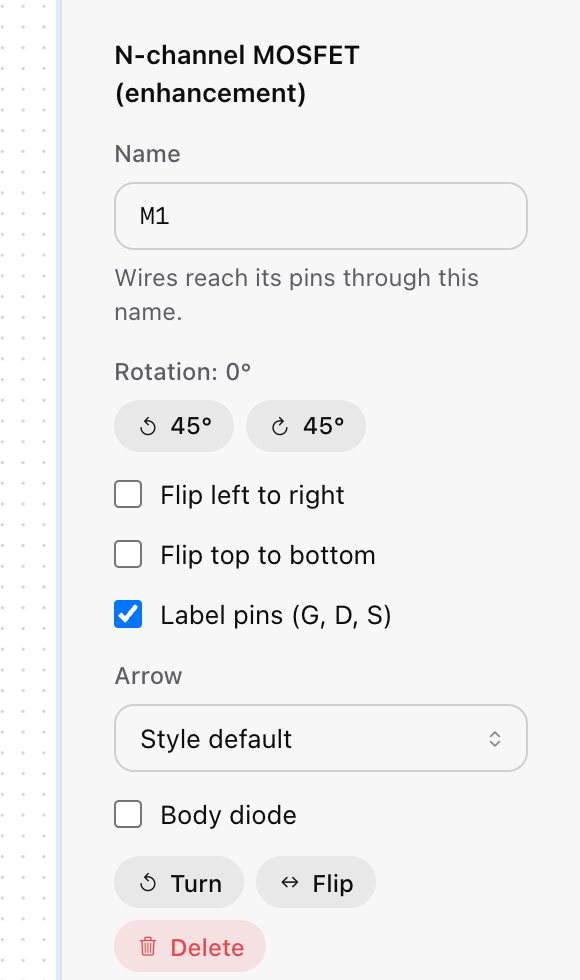 N-channel MOSFET
(enhancement)
Name
M1
Wires reach its pins through this
name.
Rotation: 0°
45° 45°
Flip left to right
Flip top to bottom
Label pins (G, D, S)
Arrow
Style default
Body diode
Turn Flip
Delete